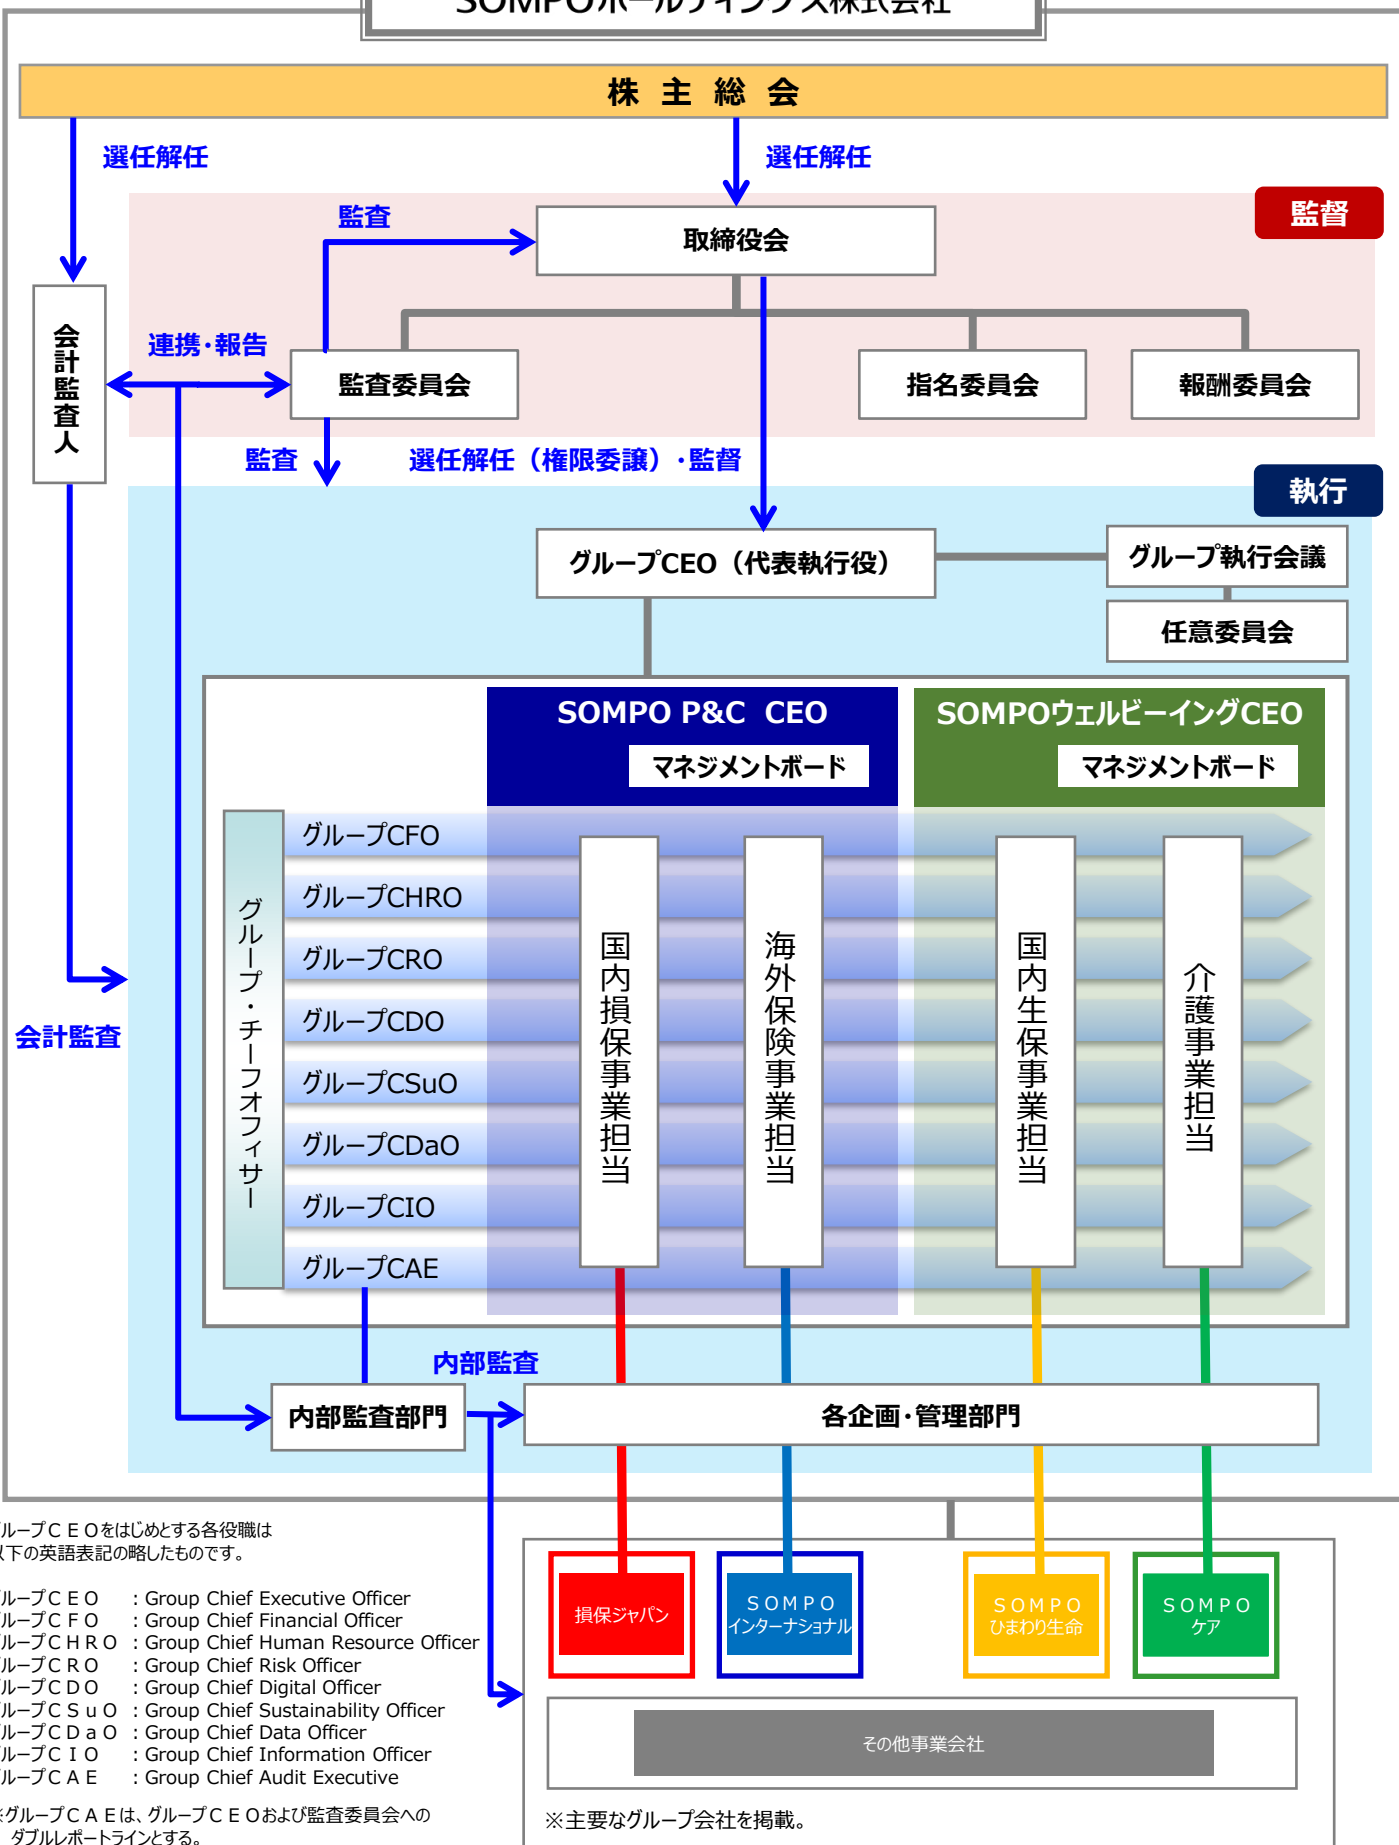 SOMPOホールディングス株式会社
株 主 総 会
選任解任
選任解任
監督
監査
取締役会
会計監査人
連携・報告
監査委員会
指名委員会
報酬委員会
監査
選任解任（権限委譲）・監督
執行
グループCEO（代表執行役）
グループ執行会議
任意委員会
SOMPO P&C CEO
マネジメントボード
SOMPOウェルビーイングCEO
マネジメントボード
グループ・チーフオフィサー
グループCFO
グループCHRO
グループCRO
グループCDO
グループCSuO
グループCDaO
グループCIO
グループCAE
国内損保事業担当
海外保険事業担当
国内生保事業担当
介護事業担当
会計監査
内部監査
内部監査部門
各企画・管理部門
ループＣＥＯをはじめとする各役職は
以下の英語表記の略したものです。
ループＣＥＯ : Group Chief Executive Officer
ループＣＦＯ : Group Chief Financial Officer
ループＣＨＲＯ : Group Chief Human Resource Officer
ループＣＲＯ : Group Chief Risk Officer
ループＣＤＯ : Group Chief Digital Officer
ループＣＳｕＯ : Group Chief Sustainability Officer
ループＣＤａＯ : Group Chief Data Officer
ループＣＩＯ : Group Chief Information Officer
ループＣＡＥ : Group Chief Audit Executive
※グループＣＡＥは、グループＣＥＯおよび監査委員会への
ダブルレポートラインとする。
損保ジャパン
ＳＯＭＰＯ
インターナショナル
ＳＯＭＰＯ
ひまわり生命
ＳＯＭＰＯ
ケア
その他事業会社
※主要なグループ会社を掲載。